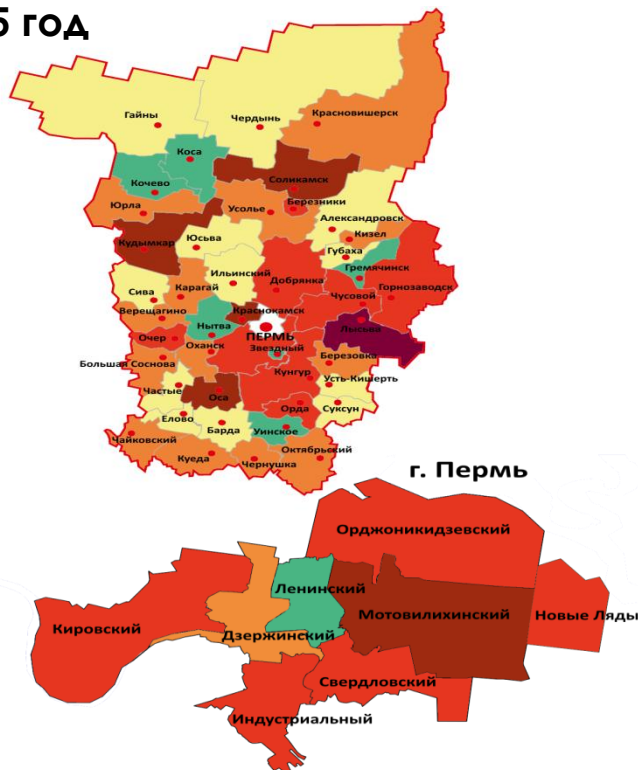 5 год
Гайны
Чердынь
Красновишерск
Коса
Кочево
Соликамск
Юрла
Усолье
Березники
Александровск
Кизел
Кудымкар
Юсьва
Губаха
Гремячинск
Ильинский
Добрянка
Сива
Карагай
Чусовой
Горнозаводск
Верещагино
Краснокамск
Нытва
ПЕРМЬ
Лысьва
Очер
Оханск
Звездный
Большая Соснова
Березовка
Кунгур
Усть-Кишерть
Частые
Оса
Орда
Суксун
Елово
Барда
Уинское
Чайковский
Куеда
Чернушка
Октябрьский
г. Пермь
Орджоникидзевский
Ленинский
Мотовилихинский
Новые Ляды
Кировский
Дзержинский
Свердловский
Индустриальный